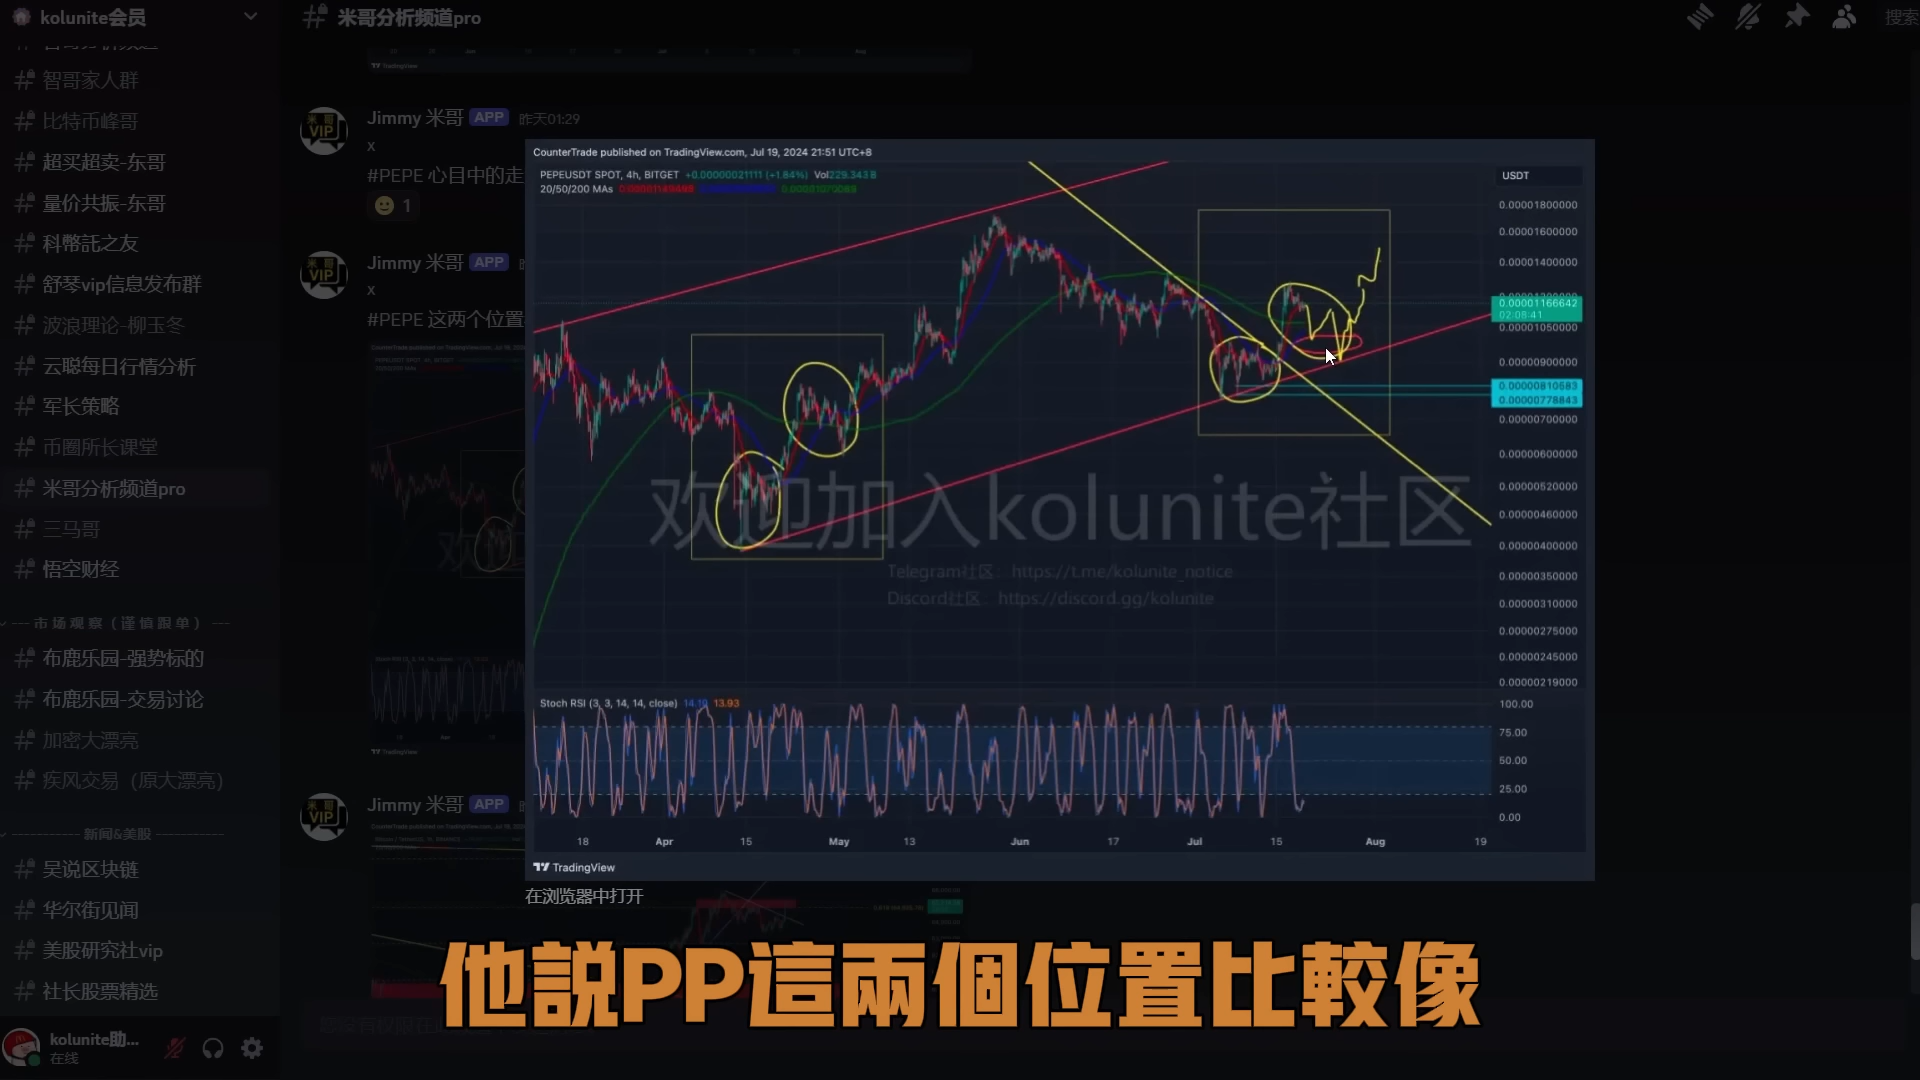 kolunite会员
智哥家人群
比特币峰哥
超买超卖-东哥
量价共振-东哥
科幣託之友
舒琴vip信息发布群
波浪理论-柳玉冬
云聪每日行情分析
军长策略
币圈所长课堂
米哥分析频道pro
三马哥
悟空财经
--- 市场观察（谨慎跟单） ---
布鹿乐园-强势标的
布鹿乐园-交易讨论
加密大漂亮
疾风交易（原大漂亮）
新闻&美股
吴说区块链
华尔街见闻
美股研究社vip
社长股票精选
kolunite助...
在线
米哥分析频道pro
搜索
TradingView
Jimmy 米哥 APP 昨天01:29
x
#PEPE 心目中的走
1
Jimmy 米哥 APP
x
#PEPE 这两个位置
TradingView
Jimmy 米哥 APP
CounterTrade published on TradingView.com, Jul 19, 2024 21:51 UTC+8
PEPEUSDT SPOT, 4h, BITGET +0.00000021111 (+1.84%) Vol229.343B
20/50/200 MAs
USDT
0.00001800000
0.00001600000
0.00001400000
0.00001166642
02:08:41
0.00001050000
0.00000900000
0.00000810683
0.00000778843
0.00000700000
0.00000600000
0.00000520000
0.00000460000
0.00000400000
0.00000350000
0.00000310000
0.00000275000
0.00000245000
0.00000219000
欢迎加入kolunite社区
Telegram社区：https://t.me/kolunite_notice
Discord社区：https://discord.gg/kolunite
Stoch RSI (3, 3, 14, 14, close) 14.10 13.93
100.00
75.00
50.00
25.00
0.00
18 Apr 15 May 13 Jun 17 Jul 15 Aug 19
TradingView
在浏览器中打开
他説PP這兩個位置比較像